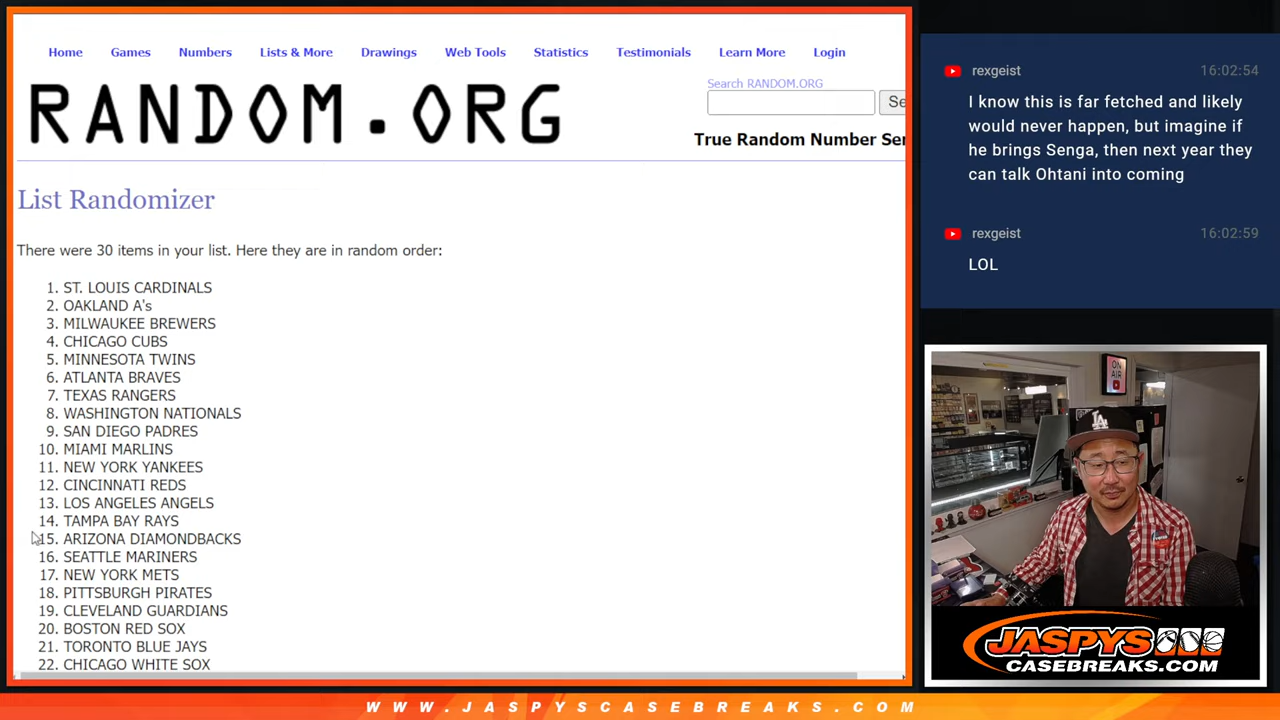 Home Games Numbers Lists & More Drawings Web Tools Statistics Testimonials Learn More Login
RANDOM.ORG
Search RANDOM.ORG
Se
True Random Number Ser
List Randomizer
There were 30 items in your list. Here they are in random order:
1. ST. LOUIS CARDINALS
2. OAKLAND A's
3. MILWAUKEE BREWERS
4. CHICAGO CUBS
5. MINNESOTA TWINS
6. ATLANTA BRAVES
7. TEXAS RANGERS
8. WASHINGTON NATIONALS
9. SAN DIEGO PADRES
10. MIAMI MARLINS
11. NEW YORK YANKEES
12. CINCINNATI REDS
13. LOS ANGELES ANGELS
14. TAMPA BAY RAYS
15. ARIZONA DIAMONDBACKS
16. SEATTLE MARINERS
17. NEW YORK METS
18. PITTSBURGH PIRATES
19. CLEVELAND GUARDIANS
20. BOSTON RED SOX
21. TORONTO BLUE JAYS
22. CHICAGO WHITE SOX
rexgeist 16:02:54
I know this is far fetched and likely
would never happen, but imagine if
he brings Senga, then next year they
can talk Ohtani into coming
rexgeist 16:02:59
LOL
ON
AIR
LA
JASPYS
CASEBREAKS.COM
WWW.JASPYSCASEBREAKS.COM